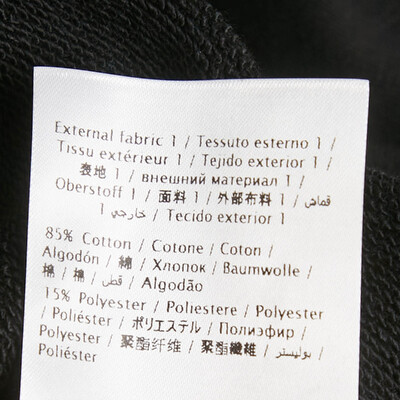 External fabric 1 / Tessuto esterno 1 /
Tissu extérieur 1 / Tejido exterior 1 /
表地 1 / внешний материал 1 /
Oberstoff 1 / 面料 1 / 外部布料 1 / قماش
خارجي 1 / Tecido exterior 1
85% Cotton / Cotone / Coton /
Algodón / 綿 / Хлопок / Baumwolle /
棉 / 棉 / قطن / Algodão
15% Polyester / Poliestere / Polyester
/ Poliéster / ポリエステル / Полиэфир /
Polyester / 聚酯纤维 / 聚酯纖維 / بوليستر /
Poliéster